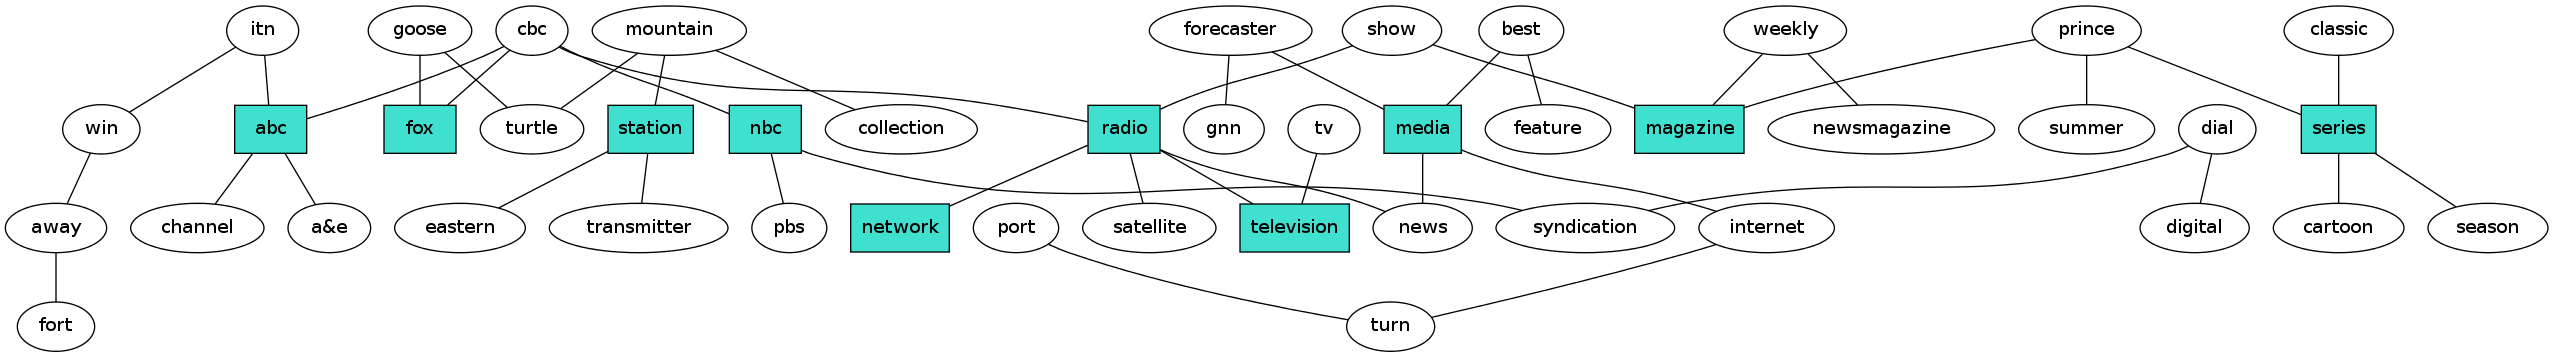 itn
goose
cbc
mountain
forecaster
show
best
weekly
prince
classic
win
abc
fox
turtle
station
nbc
collection
radio
gnn
tv
media
feature
magazine
newsmagazine
summer
dial
series
away
channel
a&e
eastern
transmitter
pbs
network
port
satellite
television
news
syndication
internet
digital
cartoon
season
fort
turn